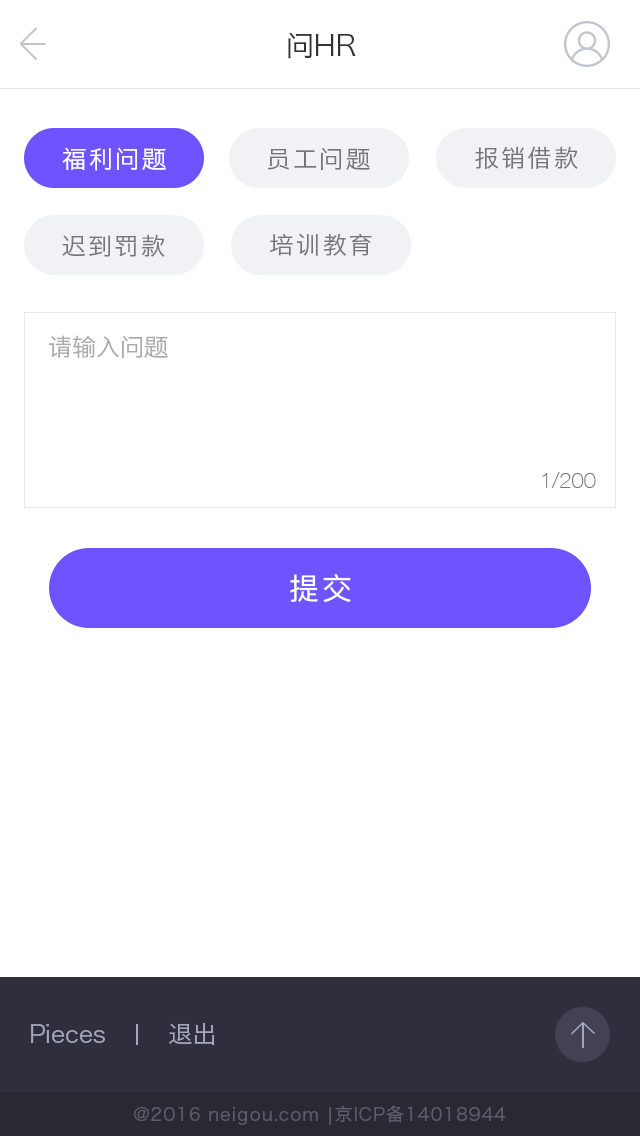 问HR
福利问题 员工问题 报销借款
迟到罚款 培训教育
请输入问题
1/200
提交
Pieces | 退出
@2016 neigou.com |京ICP备14018944